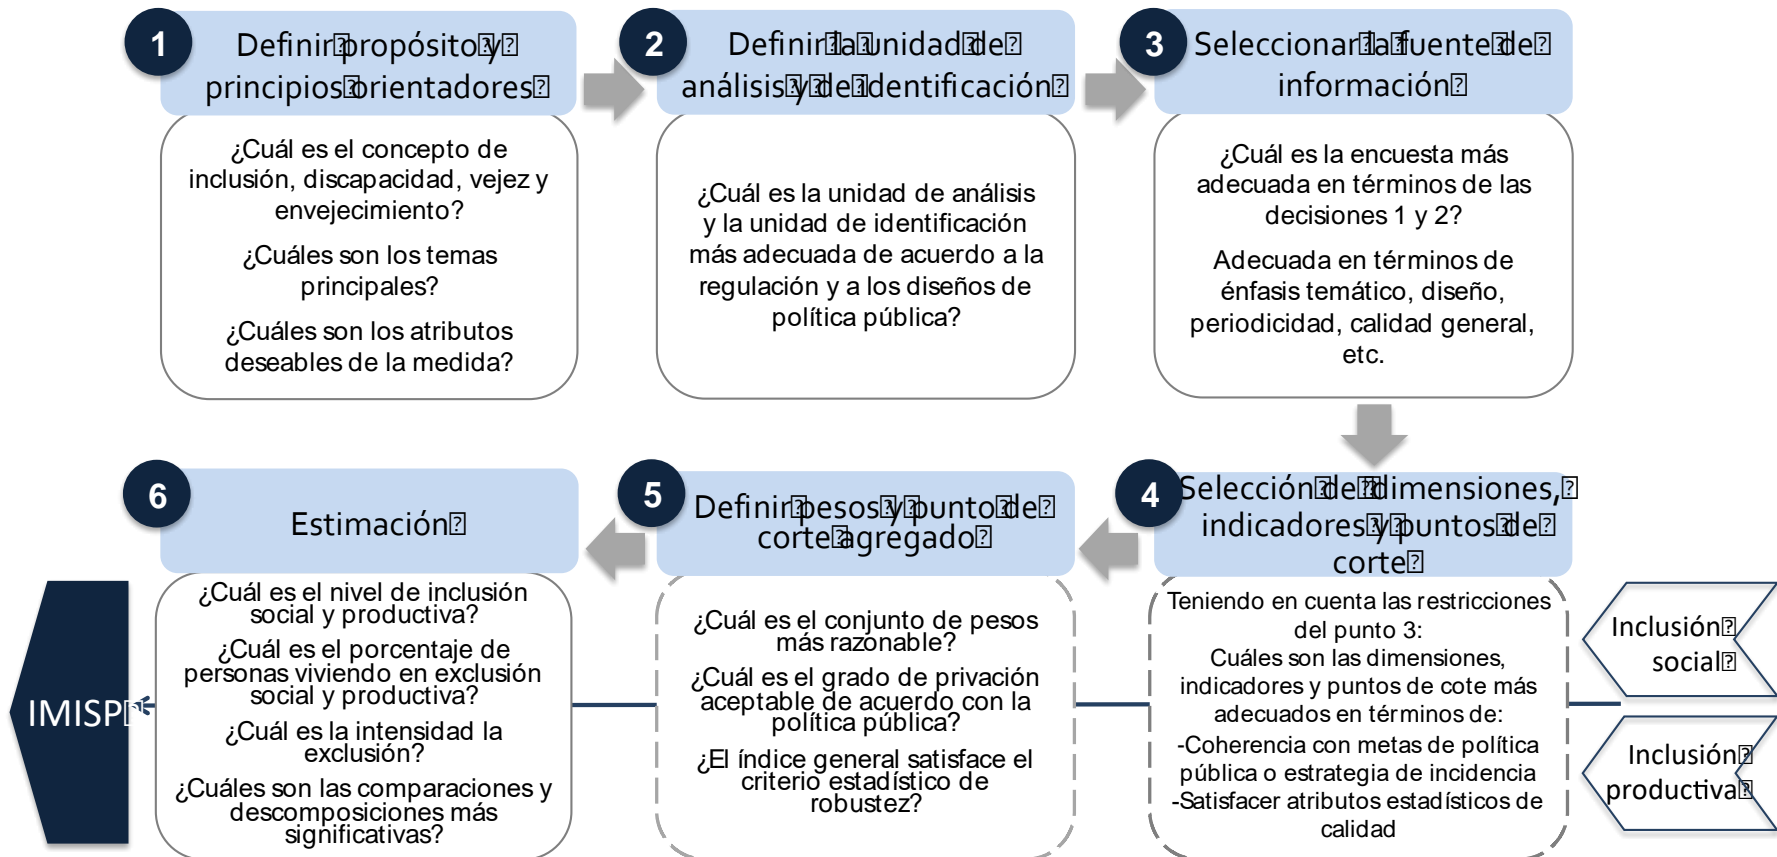 1
Definir propósito y
principios orientadores
¿Cuál es el concepto de
inclusión, discapacidad, vejez y
envejecimiento?
¿Cuáles son los temas
principales?
¿Cuáles son los atributos
deseables de la medida?
2
Definir la unidad de
análisis y de identificación
¿Cuál es la unidad de análisis
y la unidad de identificación
más adecuada de acuerdo a la
regulación y a los diseños de
política pública?
3
Seleccionar la fuente de
información
¿Cuál es la encuesta más
adecuada en términos de las
decisiones 1 y 2?
Adecuada en términos de
énfasis temático, diseño,
periodicidad, calidad general,
etc.
4
Selección de dimensiones,
indicadores y puntos de
corte
Teniendo en cuenta las restricciones
del punto 3:
Cuáles son las dimensiones,
indicadores y puntos de cote más
adecuados en términos de:
-Coherencia con metas de política
pública o estrategia de incidencia
-Satisfacer atributos estadísticos de
calidad
Inclusión
social
Inclusión
productiva
5
Definir pesos y punto de
corte agregado
¿Cuál es el conjunto de pesos
más razonable?
¿Cuál es el grado de privación
aceptable de acuerdo con la
política pública?
¿El índice general satisface el
criterio estadístico de
robustez?
6
Estimación
¿Cuál es el nivel de inclusión
social y productiva?
¿Cuál es el porcentaje de
personas viviendo en exclusión
social y productiva?
¿Cuál es la intensidad la
exclusión?
¿Cuáles son las comparaciones y
descomposiciones más
significativas?
IMISP